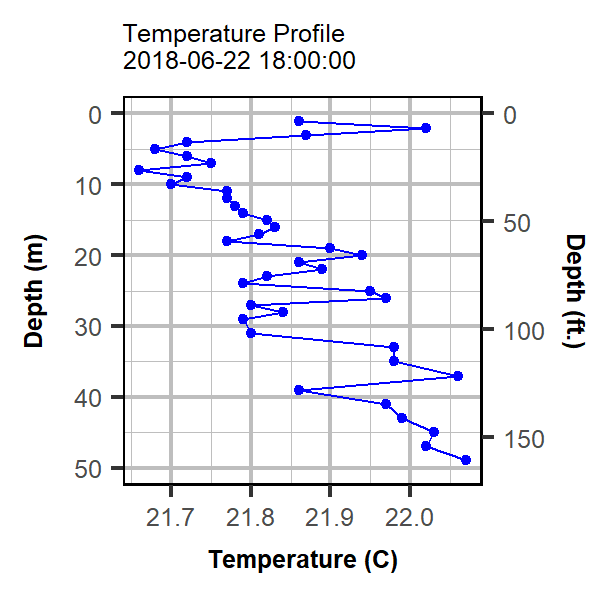 Temperature Profile
2018-06-22 18:00:00
0
10
20
30
40
50
Depth (m)
0
50
100
150
Depth (ft.)
21.7 21.8 21.9 22.0
Temperature (C)